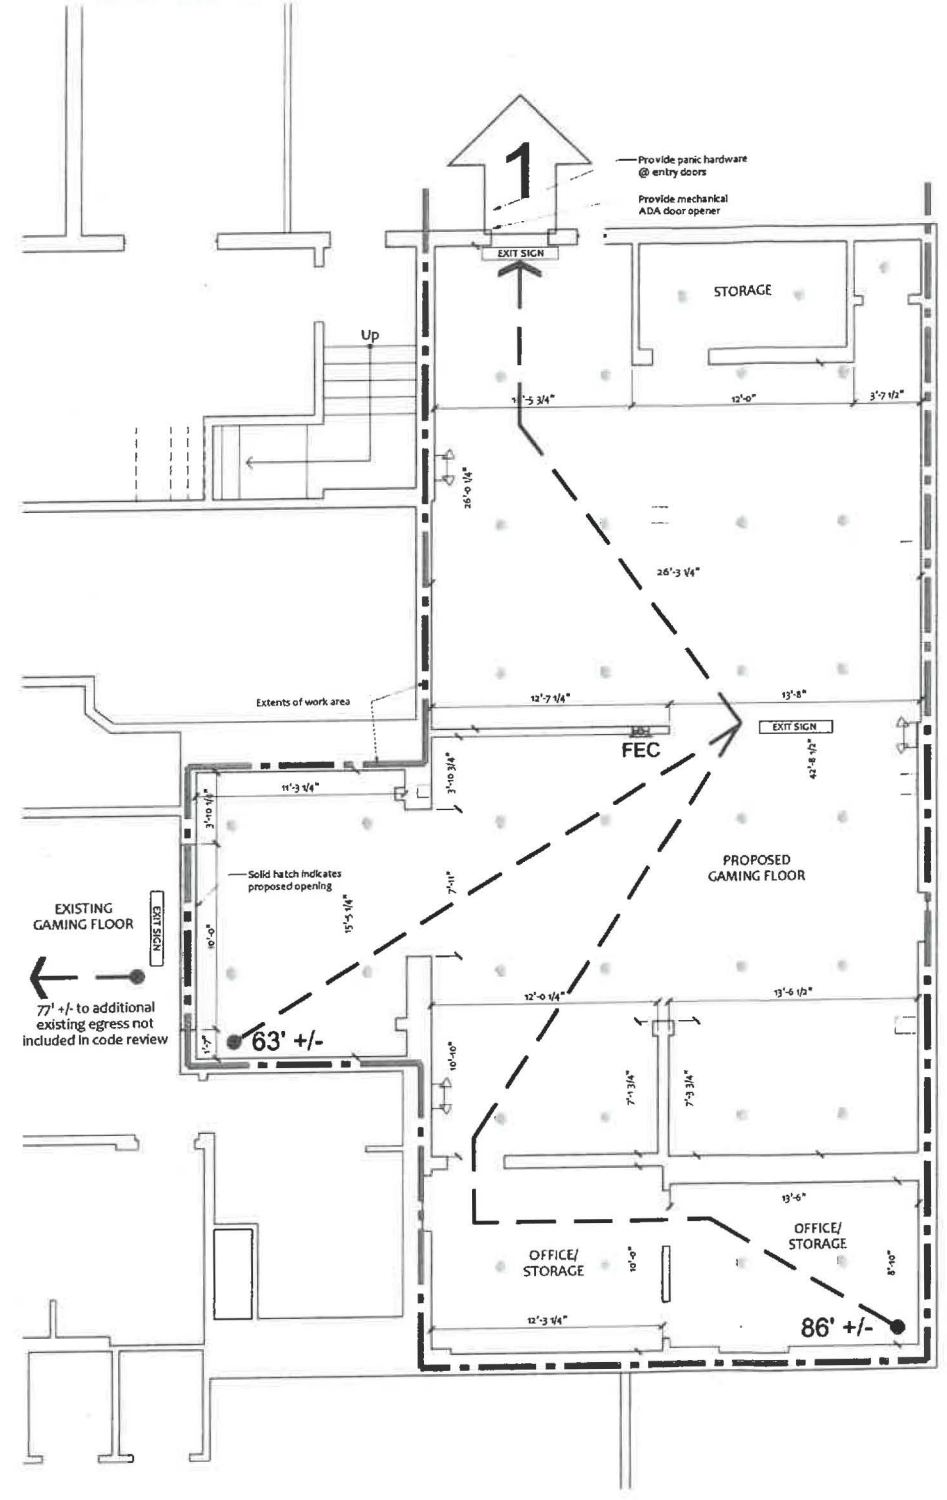 1
Provide panic hardware
@ entry doors
Provide mechanical
ADA door opener
EXIT SIGN
STORAGE
Up
-5 3/4"
12'-0"
3'-7 1/2"
26'-0 1/4"
26'-3 1/4"
Extents of work area
12'-7 1/4"
13'-8"
EXIT SIGN
FEC
42'-8 1/2"
11'-3 1/4"
3'-10 3/4"
3'-10 1/4"
Solid hatch indicates
proposed opening
PROPOSED
GAMING FLOOR
EXISTING
GAMING FLOOR
EXIT SIGN
10'-0"
15'-5 1/4"
7'-11"
77' +/- to additional
existing egress not
included in code review
12'-0 1/4"
13'-6 1/2"
1'-7"
63' +/-
10'-10"
7'-1 3/4"
7'-9 3/4"
13'-6"
OFFICE/
STORAGE
OFFICE/
STORAGE
10'-0"
8'-10"
12'-3 1/4"
86' +/-